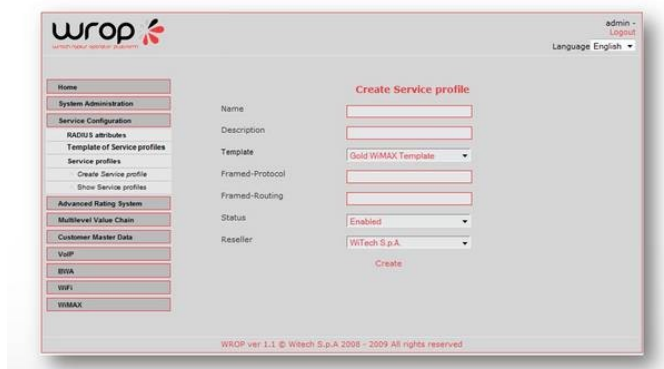 wrop
admin -
Logout
Language English
Home
System Administration
Service Configuration
RADIUS attributes
Template of Service profiles
Service profiles
Create Service profile
Show Service profiles
Advanced Rating System
Multilevel Value Chain
Customer Master Data
VoIP
BWA
WiFi
WiMAX
Create Service profile
Name
Description
Template
Gold WiMAX Template
Framed-Protocol
Framed-Routing
Status
Enabled
Reseller
WiTech S.p.A.
Create
WROP ver 1.1 © Witech S.p.A 2008 - 2009 All rights reserved